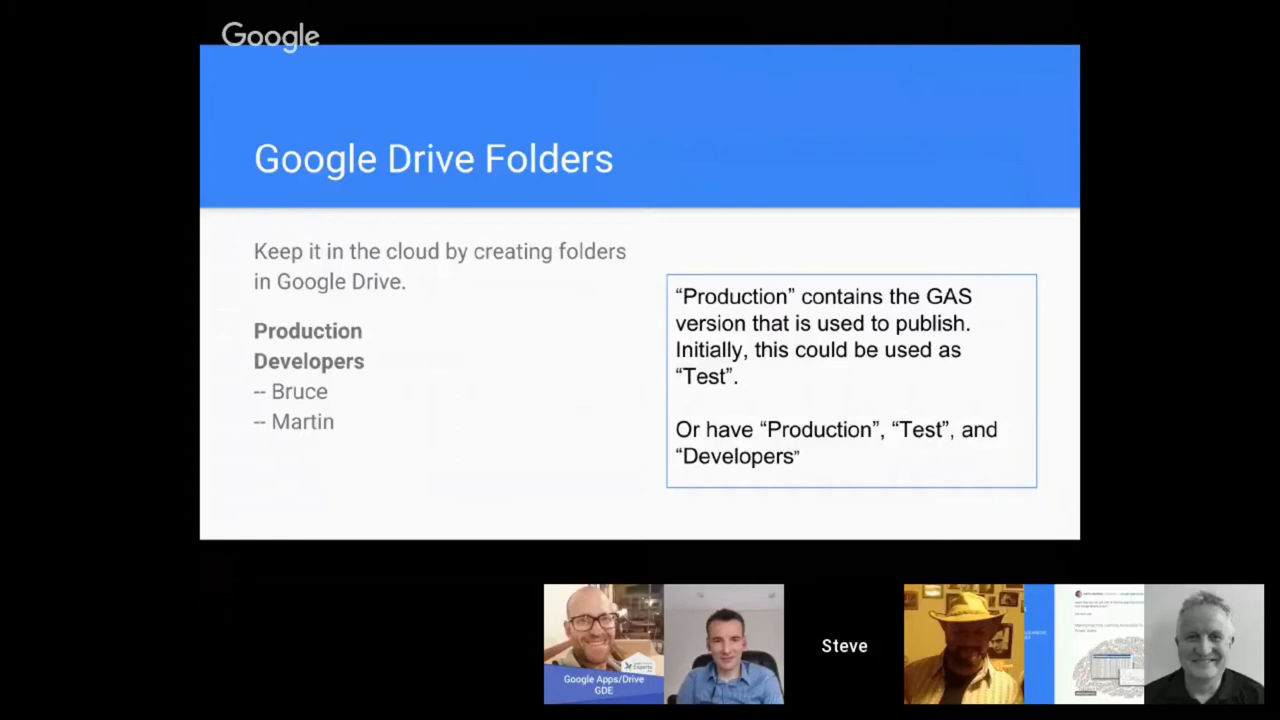 Google
Google Drive Folders
Keep it in the cloud by creating folders
in Google Drive.
Production
Developers
-- Bruce
-- Martin
“Production” contains the GAS
version that is used to publish.
Initially, this could be used as
“Test”.
Or have “Production”, “Test”, and
“Developers”
Experts
Google Apps/Drive
GDE
Steve